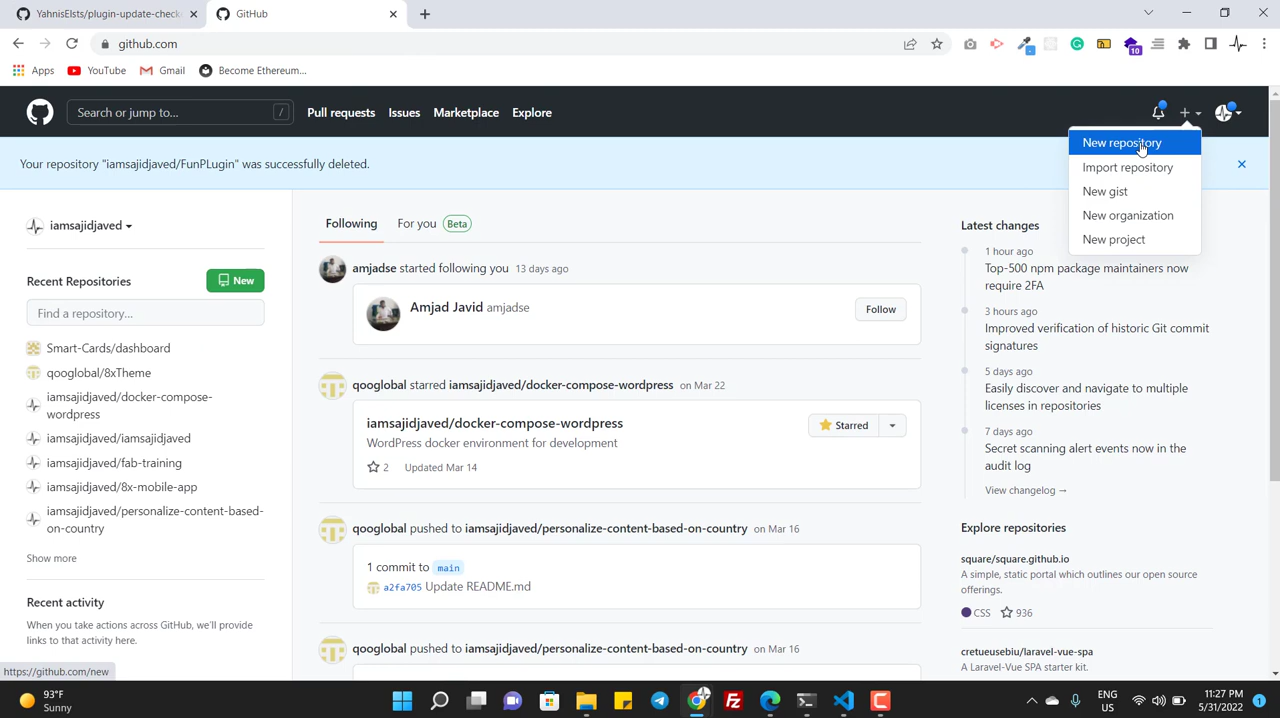 YahnisElsts/plugin-update-checke
GitHub
github.com
10
Apps
YouTube
Gmail
Become Ethereum...
Search or jump to...
/
Pull requests
Issues
Marketplace
Explore
New repository
Import repository
New gist
New organization
New project
Your repository "iamsajidjaved/FunPLugin" was successfully deleted.
iamsajidjaved
Recent Repositories
New
Find a repository...
Smart-Cards/dashboard
qooglobal/8xTheme
iamsajidjaved/docker-compose-
wordpress
iamsajidjaved/iamsajidjaved
iamsajidjaved/fab-training
iamsajidjaved/8x-mobile-app
iamsajidjaved/personalize-content-based-
on-country
Show more
Recent activity
When you take actions across GitHub, we'll provide
links to that activity here.
https://github.com/new
Following
For you
Beta
amjadse started following you 13 days ago
Amjad Javid amjadse
Follow
qooglobal starred iamsajidjaved/docker-compose-wordpress on Mar 22
iamsajidjaved/docker-compose-wordpress
Starred
WordPress docker environment for development
2
Updated Mar 14
qooglobal pushed to iamsajidjaved/personalize-content-based-on-country on Mar 16
1 commit to main
a2fa705 Update README.md
qooglobal pushed to iamsajidjaved/personalize-content-based-on-country on Mar 16
Latest changes
1 hour ago
Top-500 npm package maintainers now
require 2FA
3 hours ago
Improved verification of historic Git commit
signatures
5 days ago
Easily discover and navigate to multiple
licenses in repositories
7 days ago
Secret scanning alert events now in the
audit log
View changelog →
Explore repositories
square/square.github.io
A simple, static portal which outlines our open source
offerings.
CSS
936
cretueusebiu/laravel-vue-spa
A Laravel-Vue SPA starter kit.
93°F
Sunny
ENG
US
11:27 PM
5/31/2022
1